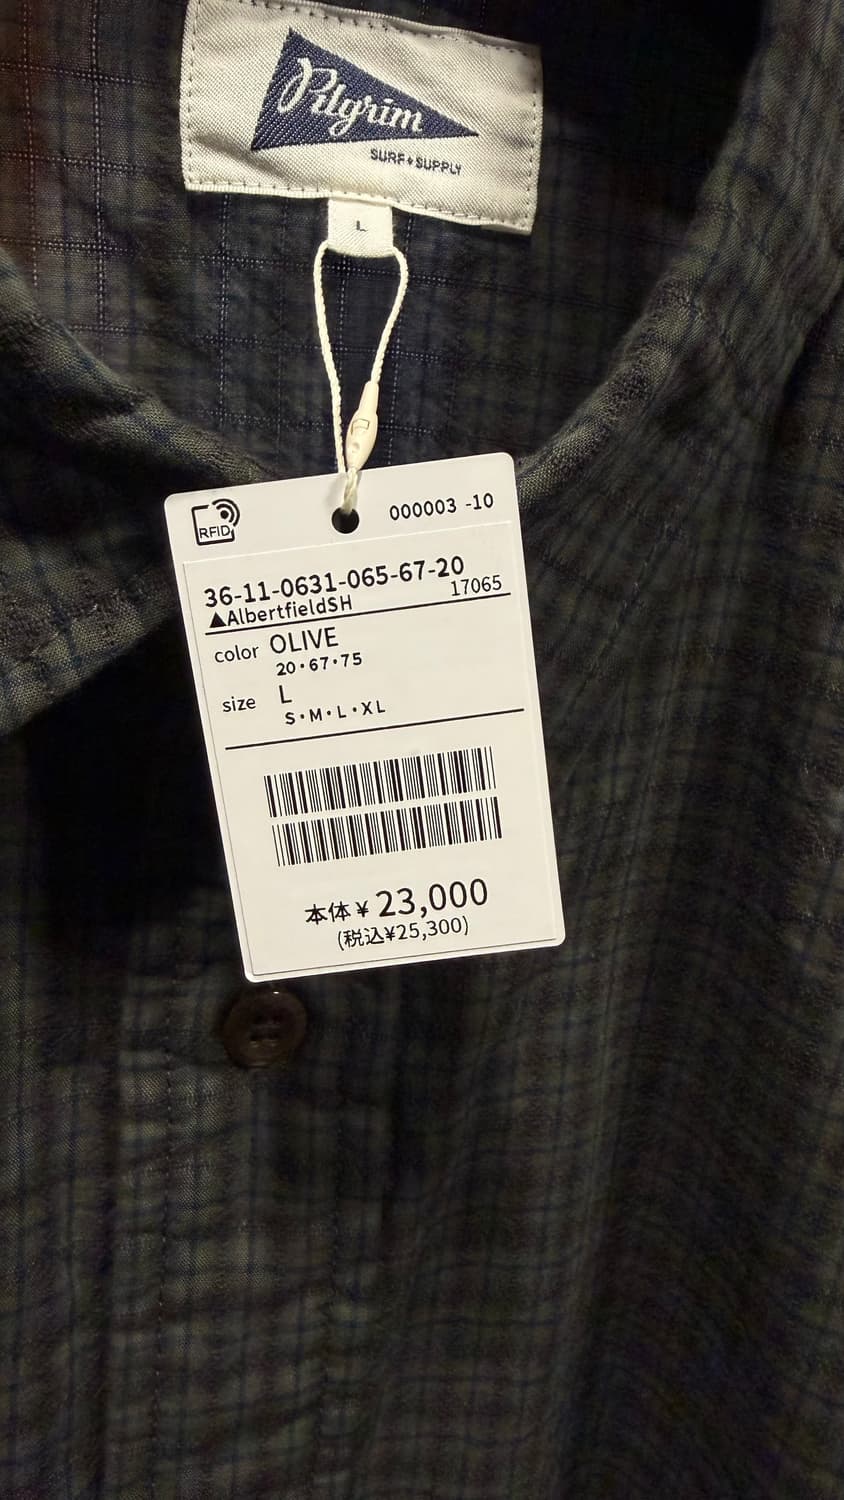 Pilgrim
SURF+SUPPLY
L
RFID
000003 -10
36-11-0631-065-67-20
▲AlbertfieldSH 17065
color OLIVE
20・67・75
size L
S・M・L・XL
本体¥23,000
(税込¥25,300)